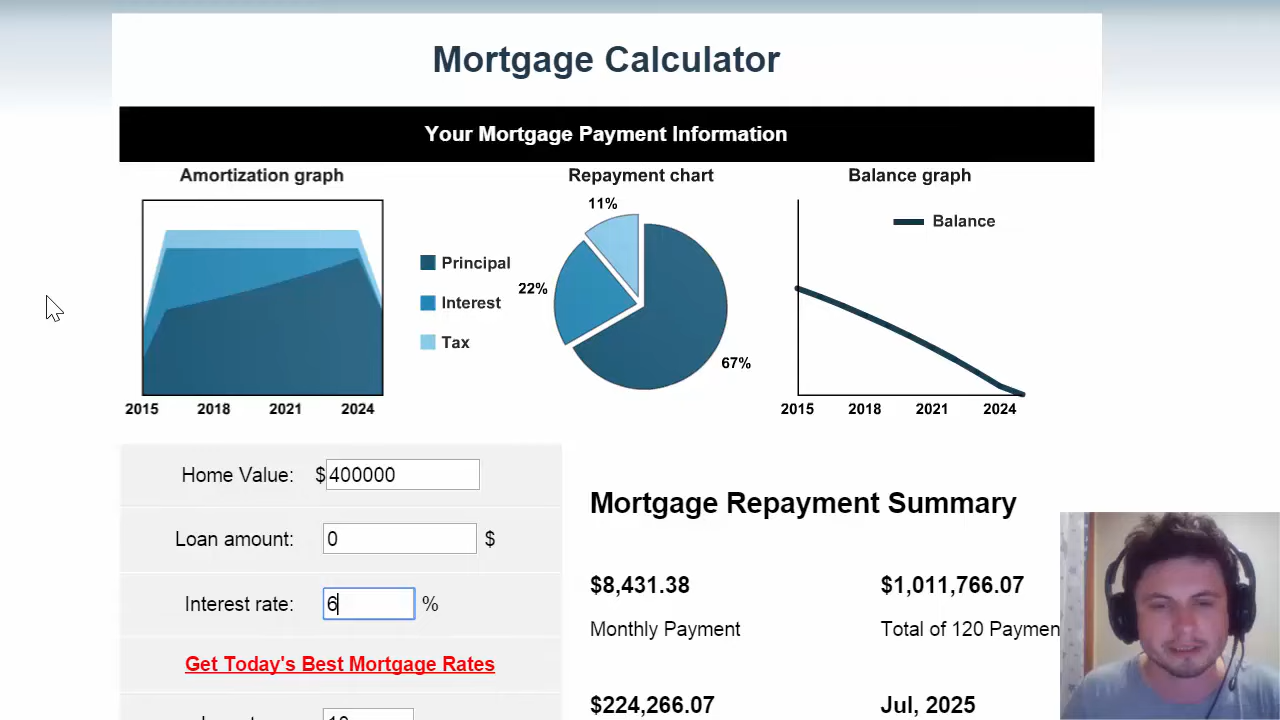 Mortgage Calculator
Your Mortgage Payment Information
Amortization graph
Repayment chart
Balance graph
11%
Balance
Principal
22%
Interest
Tax
67%
2015 2018 2021 2024
2015 2018 2021 2024
Home Value: $ 400000
Mortgage Repayment Summary
Loan amount: 0 $
$8,431.38
$1,011,766.07
Interest rate: 6 %
Monthly Payment
Total of 120 Paymen
Get Today's Best Mortgage Rates
$224,266.07
Jul, 2025